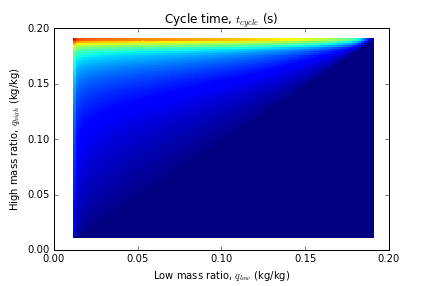 Cycle time, t_cycle (s)
0.20
0.15
0.10
0.05
0.00
High mass ratio, q_high (kg/kg)
0.00 0.05 0.10 0.15 0.20
Low mass ratio, q_low (kg/kg)